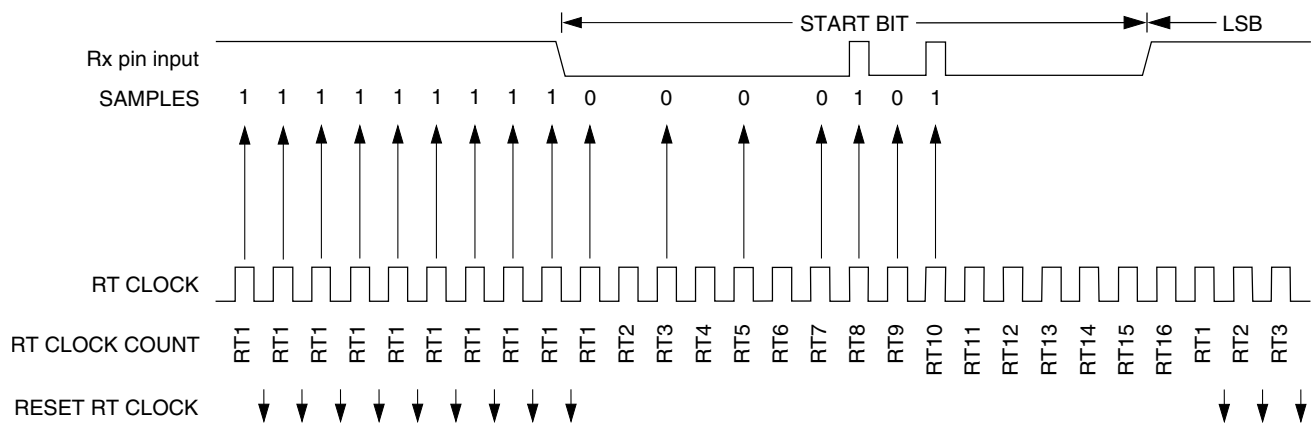 START BIT LSB
Rx pin input
SAMPLES 1 1 1 1 1 1 1 1 1 0 0 0 0 1 0 1
RT CLOCK
RT CLOCK COUNT RT1 RT1 RT1 RT1 RT1 RT1 RT1 RT1 RT1 RT1 RT2 RT3 RT4 RT5 RT6 RT7 RT8 RT9 RT10 RT11 RT12 RT13 RT14 RT15 RT16 RT1 RT2 RT3
RESET RT CLOCK